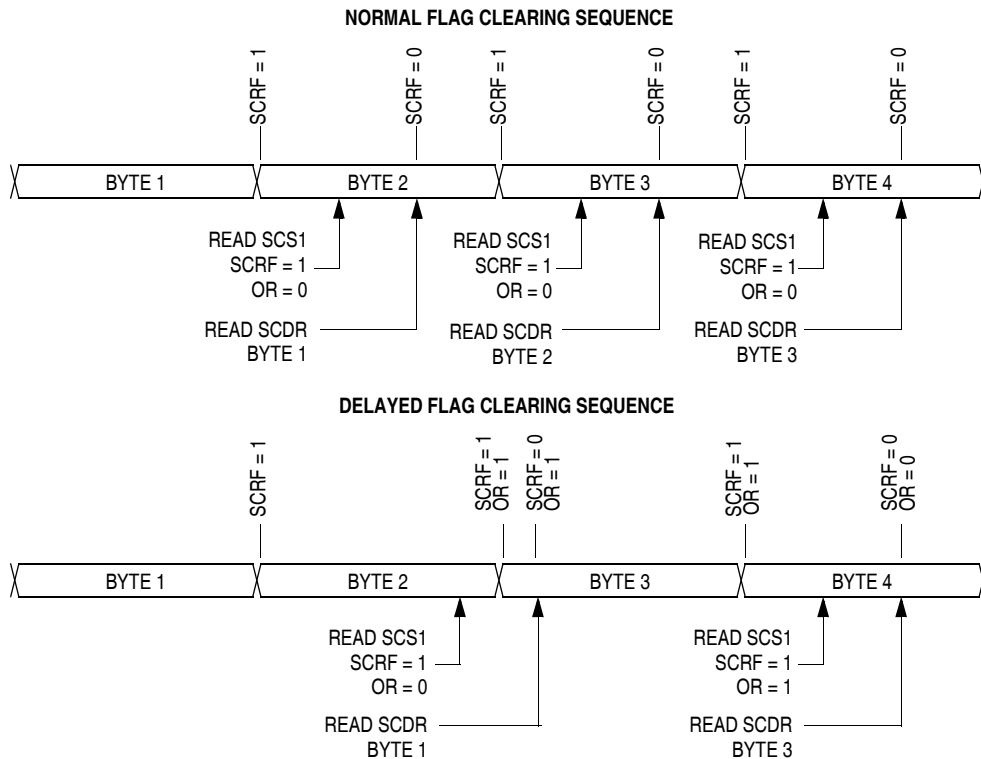 NORMAL FLAG CLEARING SEQUENCE
SCRF = 1
SCRF = 0
SCRF = 1
SCRF = 0
SCRF = 1
SCRF = 0
BYTE 1
BYTE 2
BYTE 3
BYTE 4
READ SCS1
SCRF = 1
OR = 0
READ SCDR
BYTE 1
READ SCS1
SCRF = 1
OR = 0
READ SCDR
BYTE 2
READ SCS1
SCRF = 1
OR = 0
READ SCDR
BYTE 3
DELAYED FLAG CLEARING SEQUENCE
SCRF = 1
SCRF = 1
OR = 1
SCRF = 0
OR = 1
SCRF = 1
OR = 1
SCRF = 0
OR = 0
BYTE 1
BYTE 2
BYTE 3
BYTE 4
READ SCS1
SCRF = 1
OR = 0
READ SCDR
BYTE 1
READ SCS1
SCRF = 1
OR = 1
READ SCDR
BYTE 3